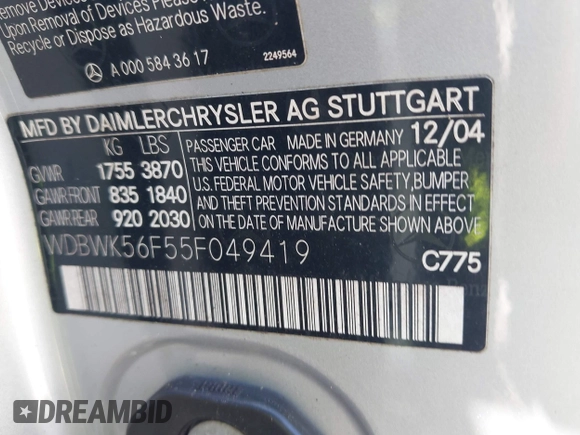 emove Devices
Upon Removal of Devices Please
Recycle or Dispose as Hazardous Waste.
A 000 584 36 17
2249564
MFD BY DAIMLERCHRYSLER AG STUTTGART
KG LBS
PASSENGER CAR MADE IN GERMANY 12/04
GVWR 1755 3870
THIS VEHICLE CONFORMS TO ALL APPLICABLE
GAWR FRONT 835 1840
U.S. FEDERAL MOTOR VEHICLE SAFETY, BUMPER,
GAWR REAR 920 2030
AND THEFT PREVENTION STANDARDS IN EFFECT
ON THE DATE OF MANUFACTURE SHOWN ABOVE.
WDBWK56F55F049419
C775
DREAMBID